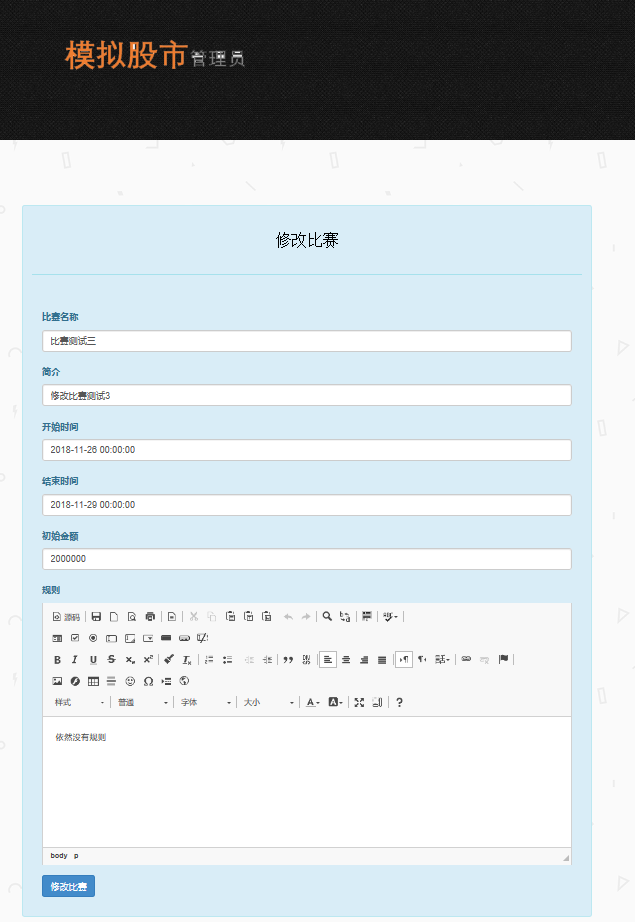 模拟股市管理员
修改比赛
比赛名称
比赛测试三
简介
修改比赛测试3
开始时间
2018-11-26 00:00:00
结束时间
2018-11-29 00:00:00
初始金额
2000000
规则
源码
样式 普通 字体 大小
依然没有规则
body p
修改比赛